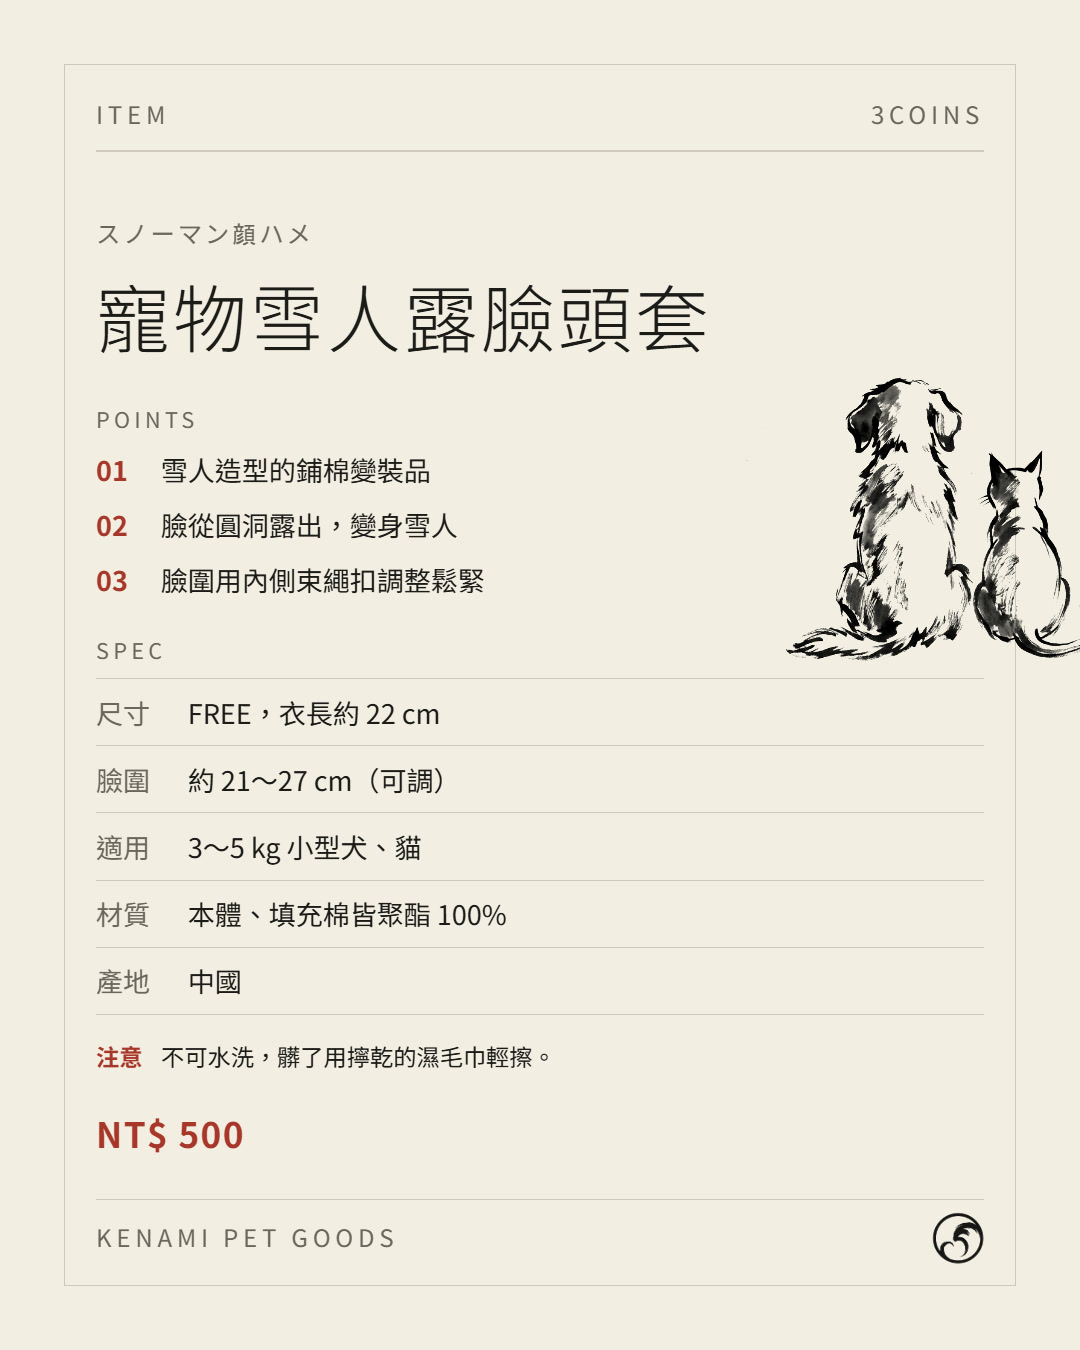 ITEM
3COINS
スノーマン顔ハメ
寵物雪人露臉頭套
POINTS
01 雪人造型的鋪棉變裝品
02 臉從圓洞露出，變身雪人
03 臉圍用內側束繩扣調整鬆緊
SPEC
尺寸 FREE，衣長約 22 cm
臉圍 約 21～27 cm（可調）
適用 3～5 kg 小型犬、貓
材質 本體、填充棉皆聚酯 100%
產地 中國
注意 不可水洗，髒了用擰乾的濕毛巾輕擦。
NT$ 500
KENAMI PET GOODS